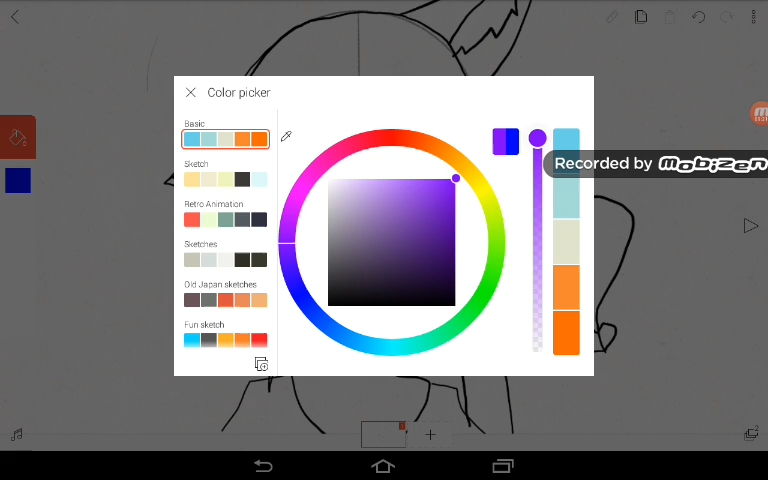 Color picker
Basic
Sketch
Recorded by Mobizen
Retro Animation
Sketches
Old Japan sketches
Fun sketch